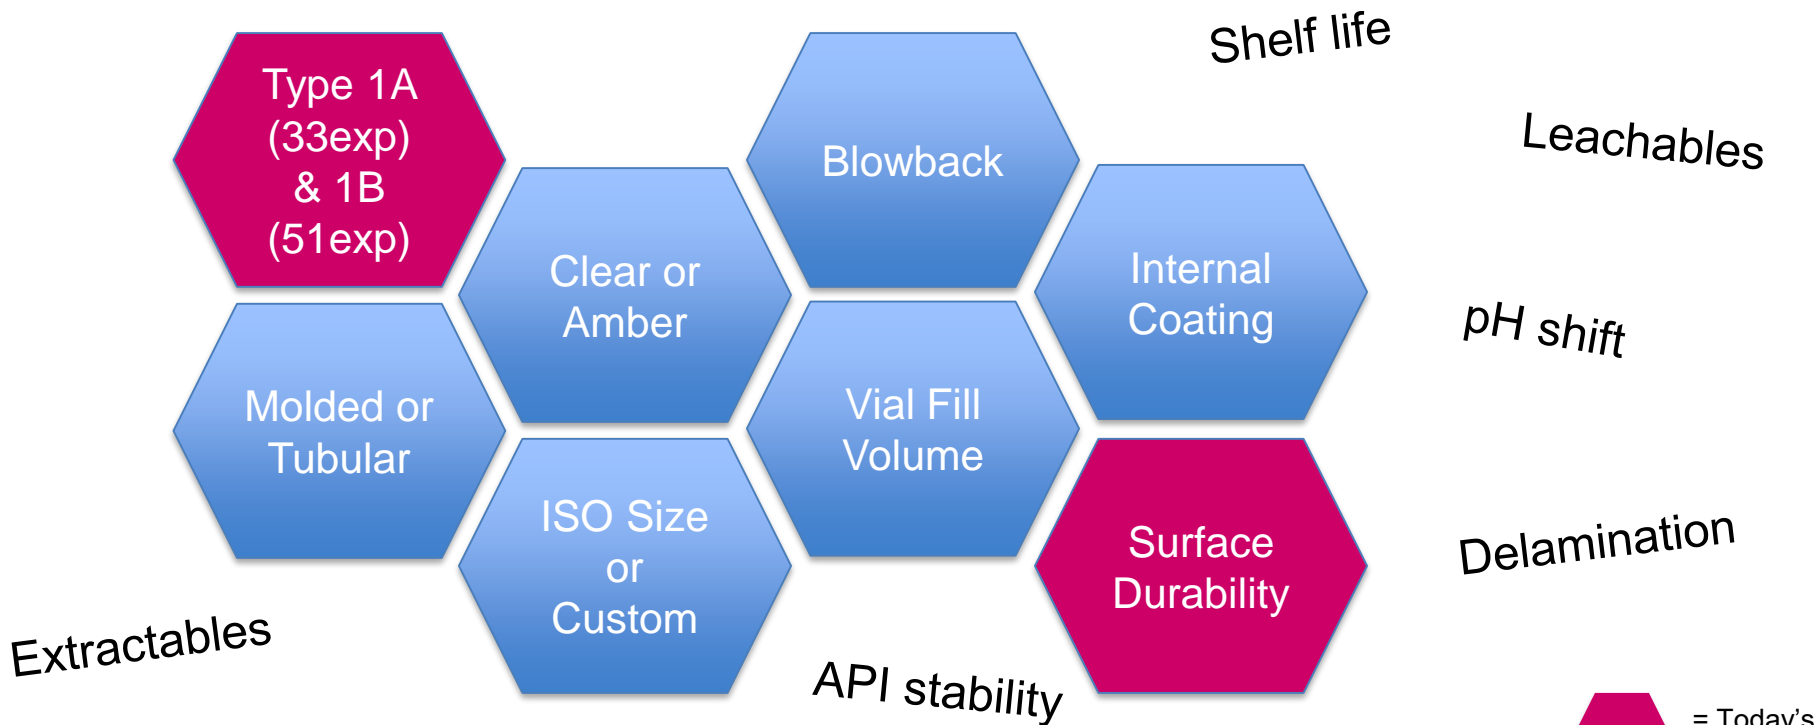 Shelf life
Type 1A
(33exp)
& 1B
(51exp)
Blowback
Leachables
Clear or
Amber
Internal
Coating
pH shift
Molded or
Tubular
Vial Fill
Volume
ISO Size
or
Custom
Surface
Durability
Delamination
Extractables
API stability
= Today's